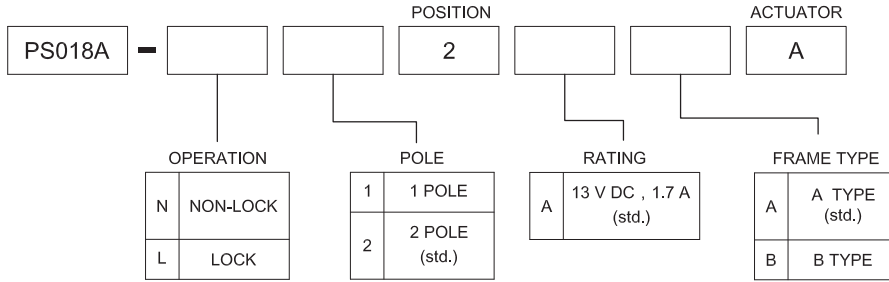 POSITION
ACTUATOR
PS018A -
2
A
OPERATION
N NON-LOCK
L LOCK
POLE
1 1 POLE
2 2 POLE
(std.)
RATING
A 13 V DC , 1.7 A
(std.)
FRAME TYPE
A A TYPE
(std.)
B B TYPE